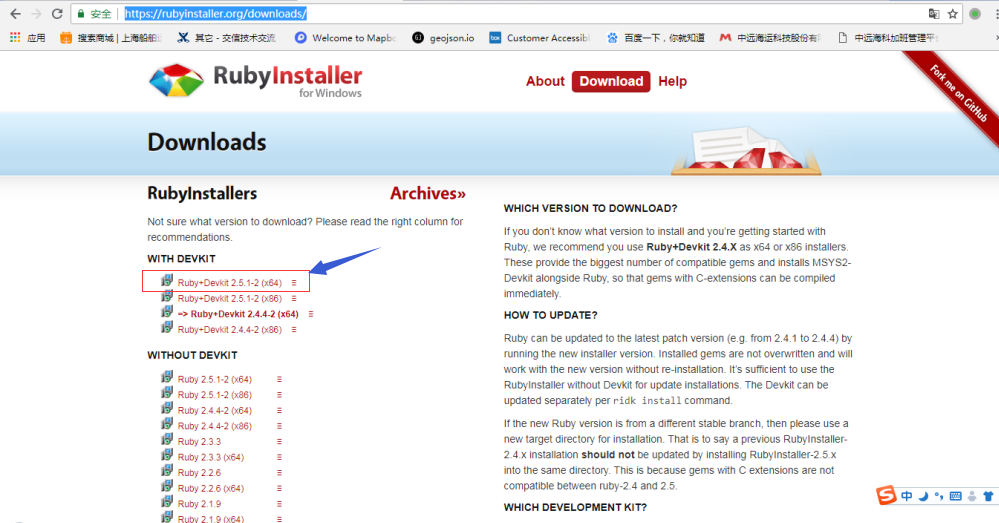 安全 https://rubyinstaller.org/downloads/
应用 搜索商城 | 上海船舶 其它 - 交信技术交流 Welcome to Mapbo geojson.io Customer Accessibl 百度一下，你就知道 中远海运科技股份有 中远海科加班管理平
RubyInstaller
for Windows
About Download Help
Fork me on GitHub
Downloads
RubyInstallers Archives»
Not sure what version to download? Please read the right column for
recommendations.
WITH DEVKIT
Ruby+Devkit 2.5.1-2 (x64)
Ruby+Devkit 2.5.1-2 (x86)
=> Ruby+Devkit 2.4.4-2 (x64)
Ruby+Devkit 2.4.4-2 (x86)
WITHOUT DEVKIT
Ruby 2.5.1-2 (x64)
Ruby 2.5.1-2 (x86)
Ruby 2.4.4-2 (x64)
Ruby 2.4.4-2 (x86)
Ruby 2.3.3
Ruby 2.3.3 (x64)
Ruby 2.2.6
Ruby 2.2.6 (x64)
Ruby 2.1.9
Ruby 2.1.9 (x64)
WHICH VERSION TO DOWNLOAD?
If you don't know what version to install and you're getting started with
Ruby, we recommend you use Ruby+Devkit 2.4.X as x64 or x86 installers.
These provide the biggest number of compatible gems and installs MSYS2-
Devkit alongside Ruby, so that gems with C-extensions can be compiled
immediately.
HOW TO UPDATE?
Ruby can be updated to the latest patch version (e.g. from 2.4.1 to 2.4.4) by
running the new installer version. Installed gems are not overwritten and will
work with the new version without re-installation. It's sufficient to use the
RubyInstaller without Devkit for update installations. The Devkit can be
updated separately per ridk install command.
If the new Ruby version is from a different stable branch, then please use a
new target directory for installation. That is to say a previous RubyInstaller-
2.4.x installation should not be updated by installing RubyInstaller-2.5.x
into the same directory. This is because gems with C extensions are not
compatible between ruby-2.4 and 2.5.
WHICH DEVELOPMENT KIT?
S 中